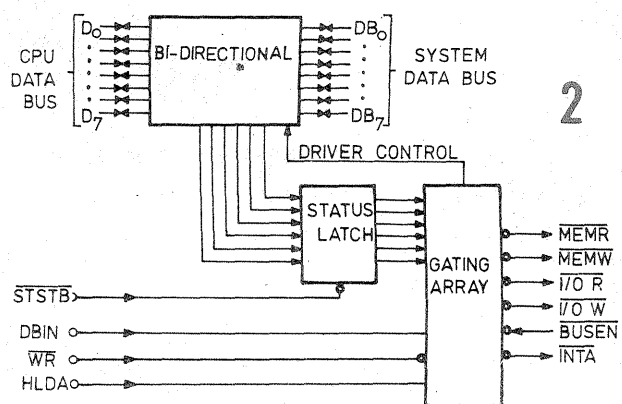 CPU
DATA
BUS
D0
D7
BI-DIRECTIONAL
DB0
DB7
SYSTEM
DATA BUS
2
DRIVER CONTROL
STATUS
LATCH
GATING
ARRAY
MEMR
MEMW
I/O R
I/O W
BUSEN
INTA
STSTB
DBIN
WR
HLDA